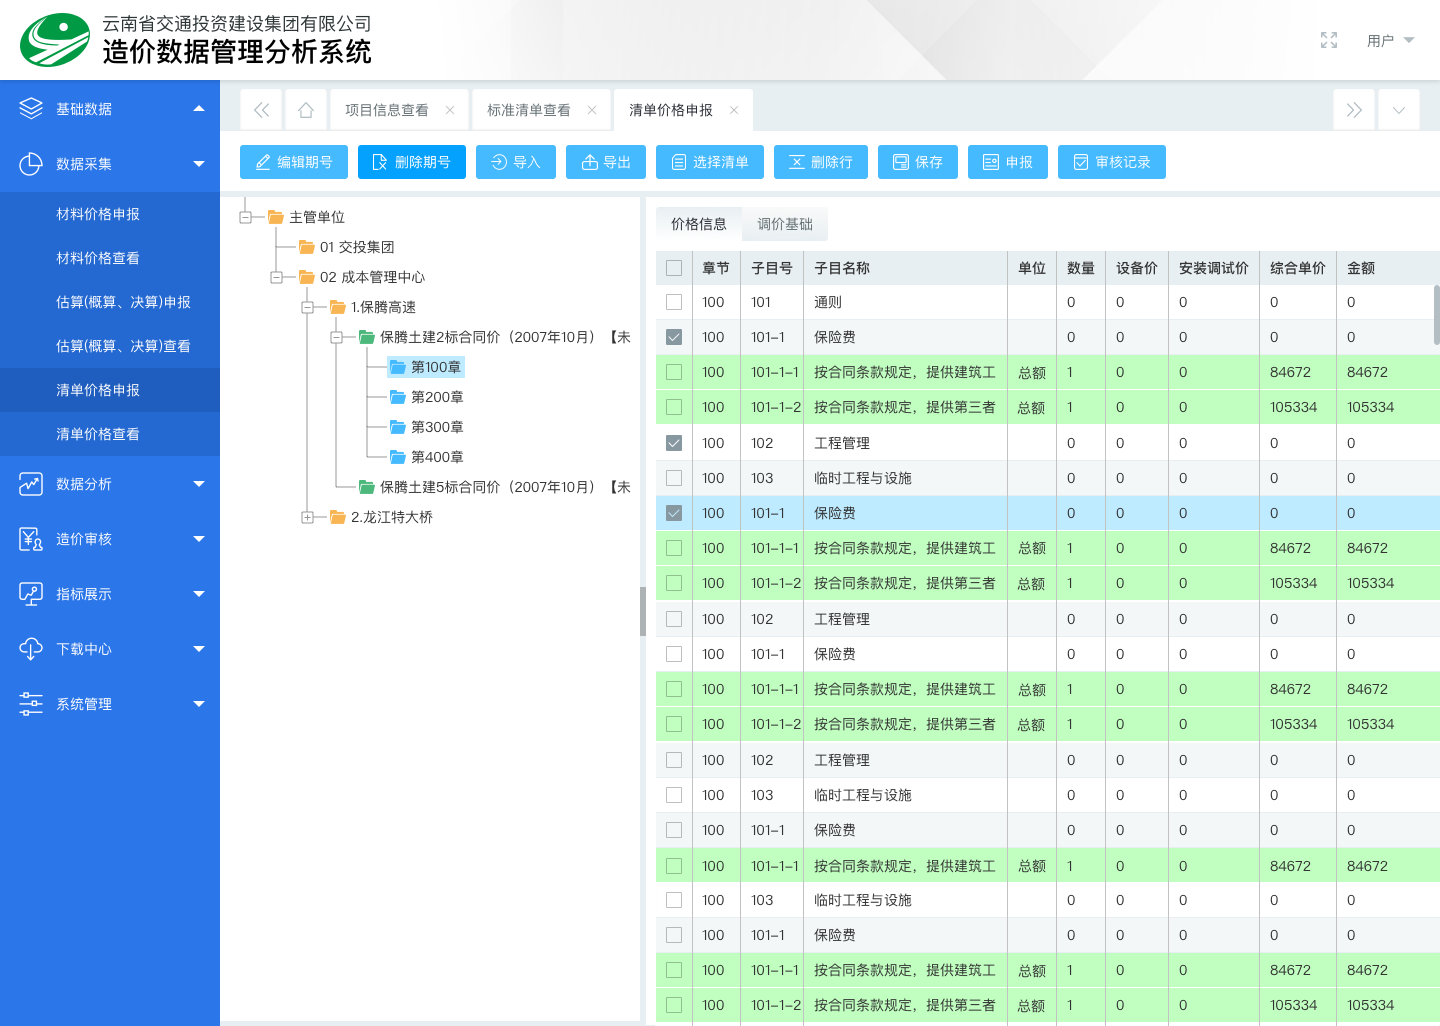 云南省交通投资建设集团有限公司
造价数据管理分析系统
用户
基础数据
数据采集
材料价格申报
材料价格查看
估算(概算、决算)申报
估算(概算、决算)查看
清单价格申报
清单价格查看
数据分析
造价审核
指标展示
下载中心
系统管理
项目信息查看 标准清单查看 清单价格申报
编辑期号 删除期号 导入 导出 选择清单 删除行 保存 申报 审核记录
主管单位
01 交投集团
02 成本管理中心
1.保腾高速
保腾土建2标合同价（2007年10月）【未
第100章
第200章
第300章
第400章
保腾土建5标合同价（2007年10月）【未
2.龙江特大桥
价格信息 调价基础
章节 子目号 子目名称 单位 数量 设备价 安装调试价 综合单价 金额
100 101 通则 0 0 0 0 0
100 101-1 保险费 0 0 0 0 0
100 101-1-1 按合同条款规定，提供建筑工 总额 1 0 0 84672 84672
100 101-1-2 按合同条款规定，提供第三者 总额 1 0 0 105334 105334
100 102 工程管理 0 0 0 0 0
100 103 临时工程与设施 0 0 0 0 0
100 101-1 保险费 0 0 0 0 0
100 101-1-1 按合同条款规定，提供建筑工 总额 1 0 0 84672 84672
100 101-1-2 按合同条款规定，提供第三者 总额 1 0 0 105334 105334
100 102 工程管理 0 0 0 0 0
100 101-1 保险费 0 0 0 0 0
100 101-1-1 按合同条款规定，提供建筑工 总额 1 0 0 84672 84672
100 101-1-2 按合同条款规定，提供第三者 总额 1 0 0 105334 105334
100 102 工程管理 0 0 0 0 0
100 103 临时工程与设施 0 0 0 0 0
100 101-1 保险费 0 0 0 0 0
100 101-1-1 按合同条款规定，提供建筑工 总额 1 0 0 84672 84672
100 103 临时工程与设施 0 0 0 0 0
100 101-1 保险费 0 0 0 0 0
100 101-1-1 按合同条款规定，提供建筑工 总额 1 0 0 84672 84672
100 101-1-2 按合同条款规定，提供第三者 总额 1 0 0 105334 105334